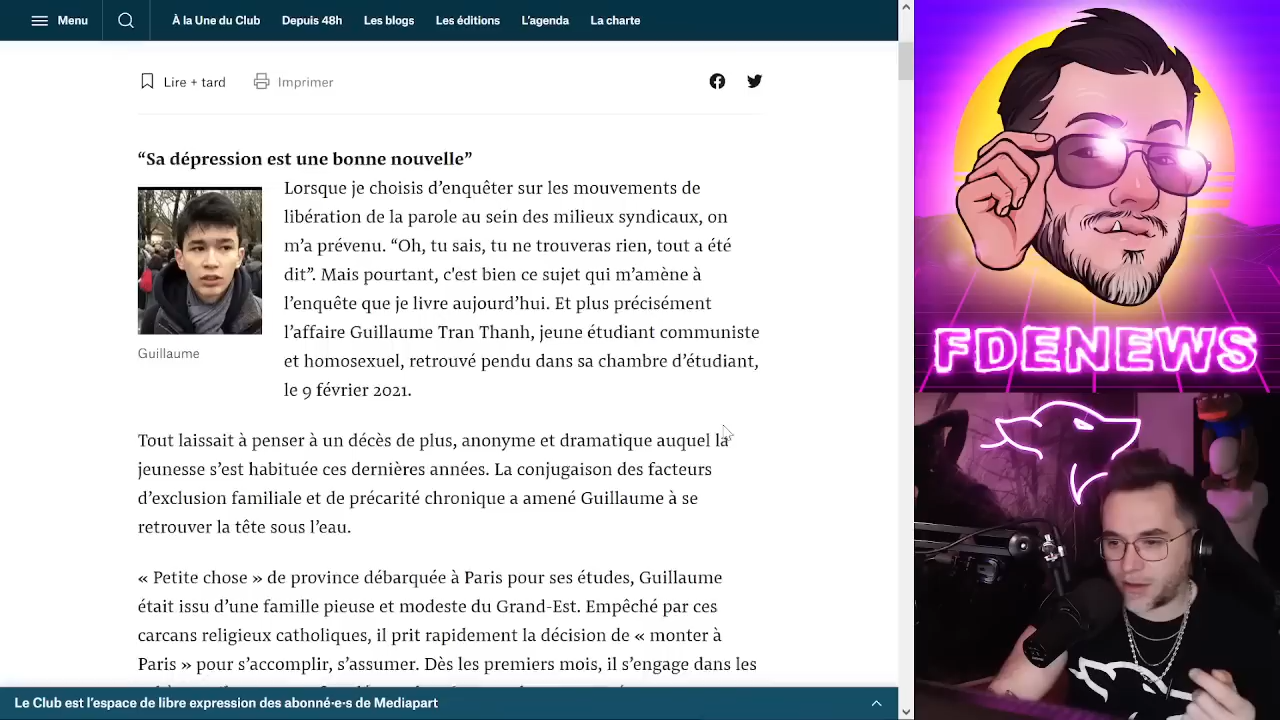 Menu
À la Une du Club
Depuis 48h
Les blogs
Les éditions
L'agenda
La charte
Lire + tard
Imprimer
“Sa dépression est une bonne nouvelle”
Lorsque je choisis d’enquêter sur les mouvements de
libération de la parole au sein des milieux syndicaux, on
m’a prévenu. “Oh, tu sais, tu ne trouveras rien, tout a été
dit”. Mais pourtant, c'est bien ce sujet qui m’amène à
l’enquête que je livre aujourd’hui. Et plus précisément
l’affaire Guillaume Tran Thanh, jeune étudiant communiste
et homosexuel, retrouvé pendu dans sa chambre d’étudiant,
le 9 février 2021.
Guillaume
Tout laissait à penser à un décès de plus, anonyme et dramatique auquel la
jeunesse s’est habituée ces dernières années. La conjugaison des facteurs
d’exclusion familiale et de précarité chronique a amené Guillaume à se
retrouver la tête sous l’eau.
« Petite chose » de province débarquée à Paris pour ses études, Guillaume
était issu d’une famille pieuse et modeste du Grand-Est. Empêché par ces
carcans religieux catholiques, il prit rapidement la décision de « monter à
Paris » pour s’accomplir, s’assumer. Dès les premiers mois, il s’engage dans les
Le Club est l'espace de libre expression des abonné·e·s de Mediapart
FDENEWS